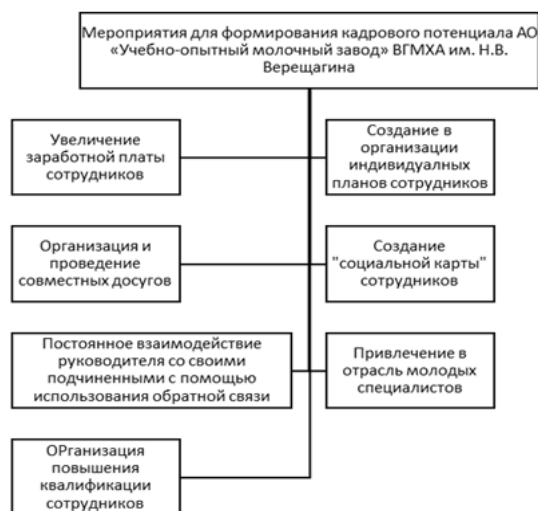 Мероприятия для формирования кадрового потенциала АО
«Учебно-опытный молочный завод» ВГМХА им. Н.В.
Верещагина
Увеличение
заработной платы
сотрудников
Создание в
организации
индивидуалных
планов сотрудников
Организация и
проведение
совместных досугов
Создание
"социальной карты"
сотрудников
Постоянное взаимодействие
руководителя со своими
подчиненными с помощью
использования обратной связи
Привлечение в
отрасль молодых
специалистов
ОРганизация
повышения
квалификации
сотрудников